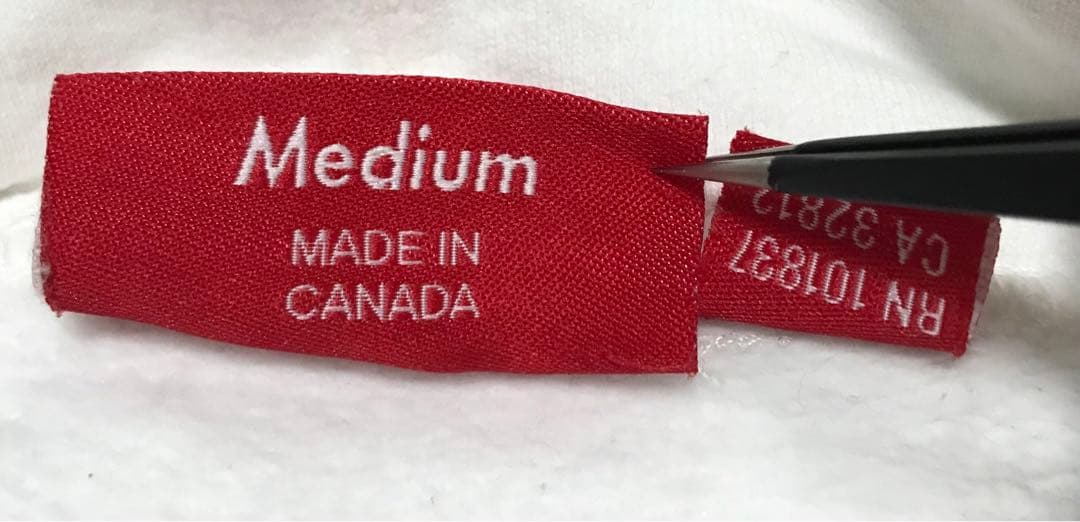 Medium
MADE IN
CANADA
RN 101837
CA 32812